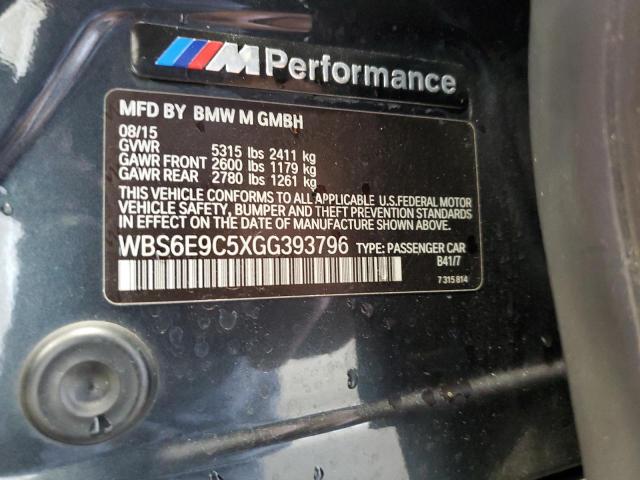 M Performance
MFD BY BMW M GMBH
08/15
GVWR 5315 lbs 2411 kg
GAWR FRONT 2600 lbs 1179 kg
GAWR REAR 2780 lbs 1261 kg
THIS VEHICLE CONFORMS TO ALL APPLICABLE U.S.FEDERAL MOTOR
VEHICLE SAFETY, BUMPER AND THEFT PREVENTION STANDARDS
IN EFFECT ON THE DATE OF MANUFACTURE SHOWN ABOVE.
WBS6E9C5XGG393796 TYPE: PASSENGER CAR
B41/7
7 315 814